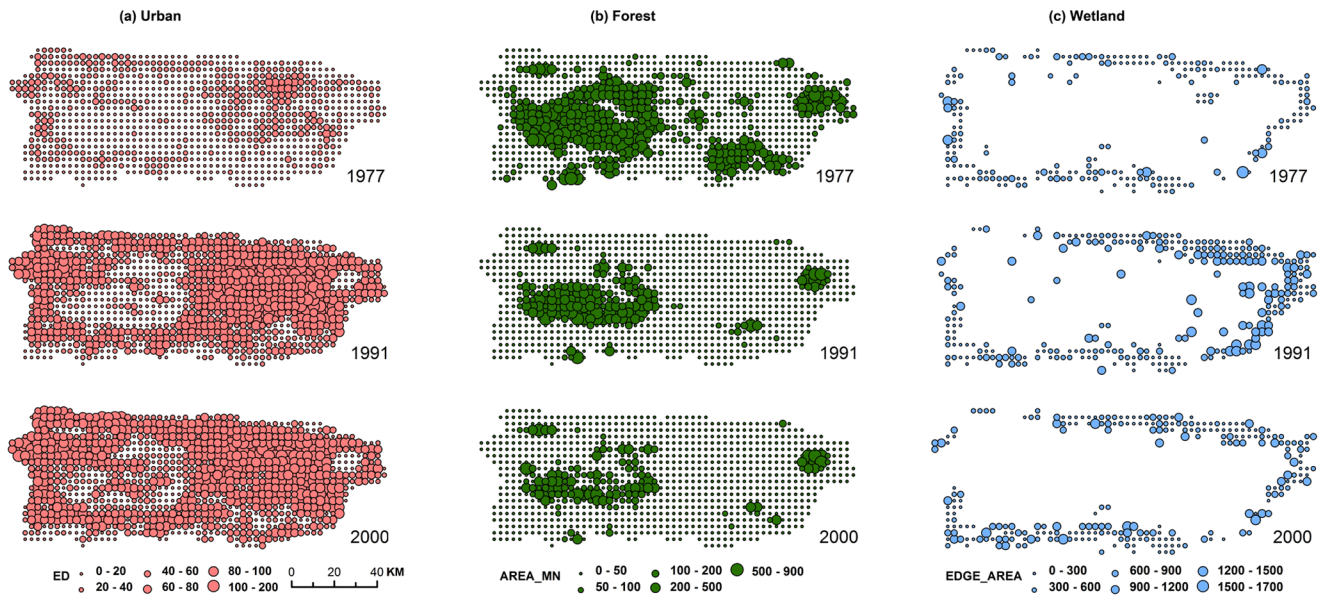 (a) Urban
(b) Forest
(c) Wetland
1977
1977
1977
1991
1991
1991
2000
2000
2000
ED
0 - 20
40 - 60
80 - 100
20 - 40
60 - 80
100 - 200
0
20
40 KM
AREA_MN
0 - 50
100 - 200
500 - 900
50 - 100
200 - 500
EDGE_AREA
0 - 300
600 - 900
1200 - 1500
300 - 600
900 - 1200
1500 - 1700